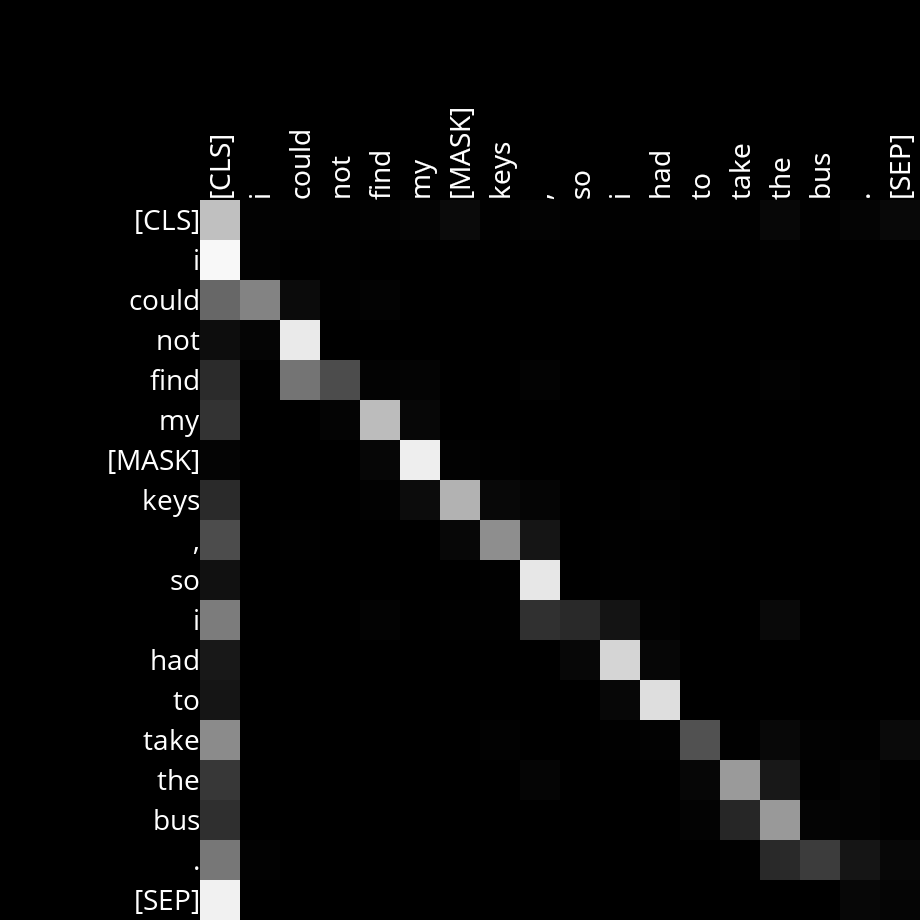 [CLS] i could not find my [MASK] keys , so i had to take the bus . [SEP]
[CLS]
i
could
not
find
my
[MASK]
keys
,
so
i
had
to
take
the
bus
.
[SEP]